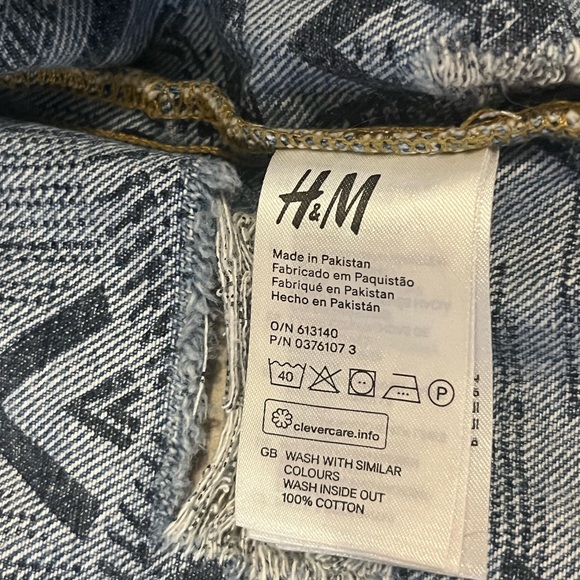 H&M
Made in Pakistan
Fabricado em Paquistão
Fabriqué en Pakistan
Hecho en Pakistán
O/N 613140
P/N 0376107 3
40 P
clevercare.info
GB WASH WITH SIMILAR
COLOURS
WASH INSIDE OUT
100% COTTON